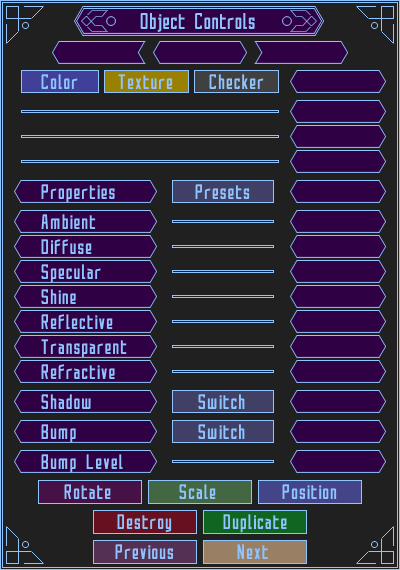 Object Controls
Color Texture Checker
Properties Presets
Ambient
Diffuse
Specular
Shine
Reflective
Transparent
Refractive
Shadow Switch
Bump Switch
Bump Level
Rotate Scale Position
Destroy Duplicate
Previous Next